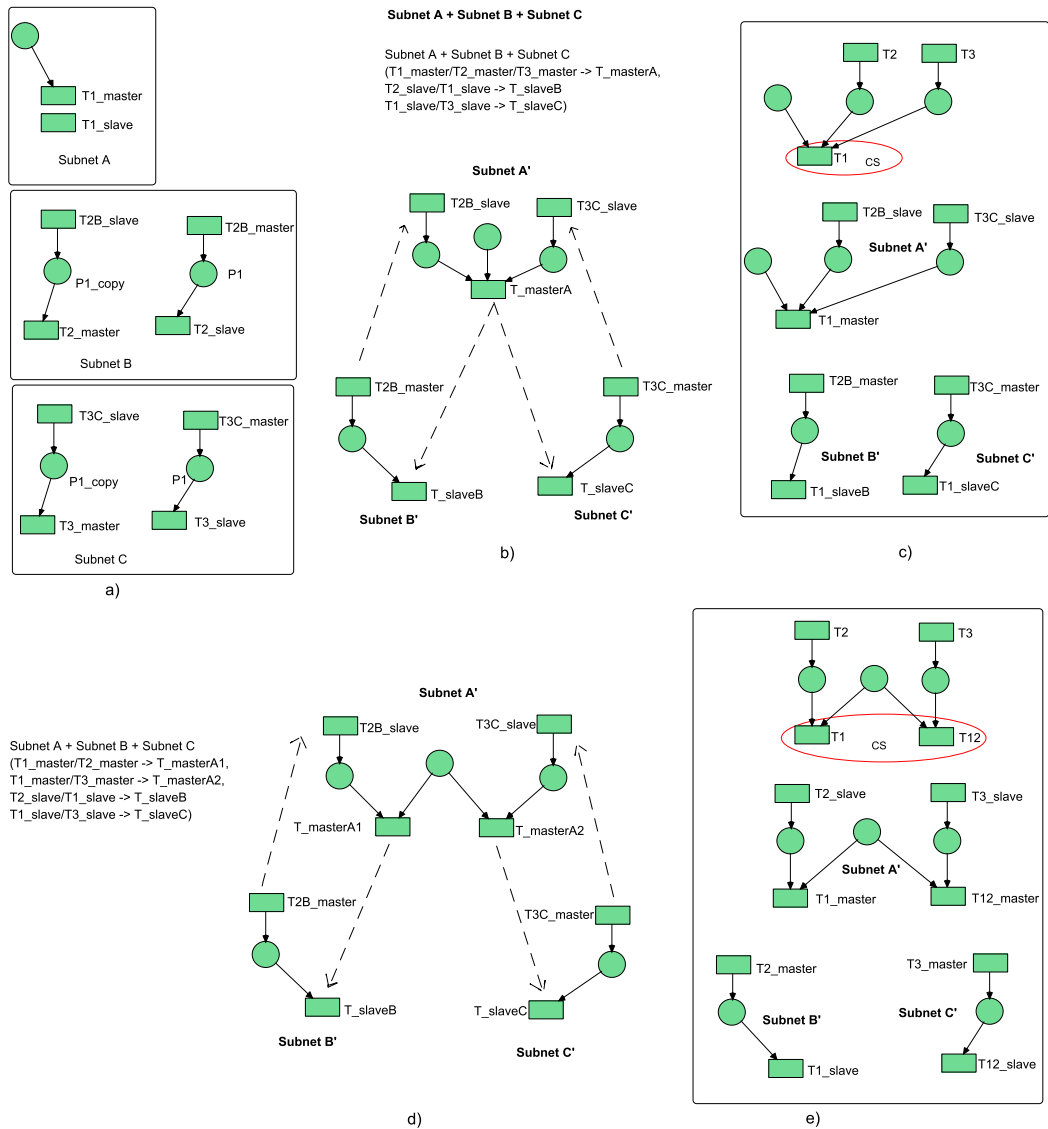 T1_master
T1_slave
Subnet A
T2B_slave
T2B_master
P1_copy
P1
T2_master
T2_slave
Subnet B
T3C_slave
T3C_master
P1_copy
P1
T3_master
T3_slave
Subnet C
a)
Subnet A + Subnet B + Subnet C
Subnet A + Subnet B + Subnet C
(T1_master/T2_master/T3_master -> T_masterA,
T2_slave/T1_slave -> T_slaveB
T1_slave/T3_slave -> T_slaveC)
Subnet A'
T2B_slave
T3C_slave
T_masterA
T2B_master
T3C_master
T_slaveB
T_slaveC
Subnet B'
Subnet C'
b)
T2
T3
T1
CS
T2B_slave
T3C_slave
Subnet A'
T1_master
T2B_master
T3C_master
Subnet B'
Subnet C'
T1_slaveB
T1_slaveC
c)
Subnet A + Subnet B + Subnet C
(T1_master/T2_master -> T_masterA1,
T1_master/T3_master -> T_masterA2,
T2_slave/T1_slave -> T_slaveB
T1_slave/T3_slave -> T_slaveC)
Subnet A'
T2B_slave
T3C_slave
T_masterA1
T_masterA2
T2B_master
T3C_master
T_slaveB
T_slaveC
Subnet B'
Subnet C'
d)
T2
T3
T1
CS
T12
T2_slave
T3_slave
Subnet A'
T1_master
T12_master
T2_master
T3_master
Subnet B'
Subnet C'
T1_slave
T12_slave
e)